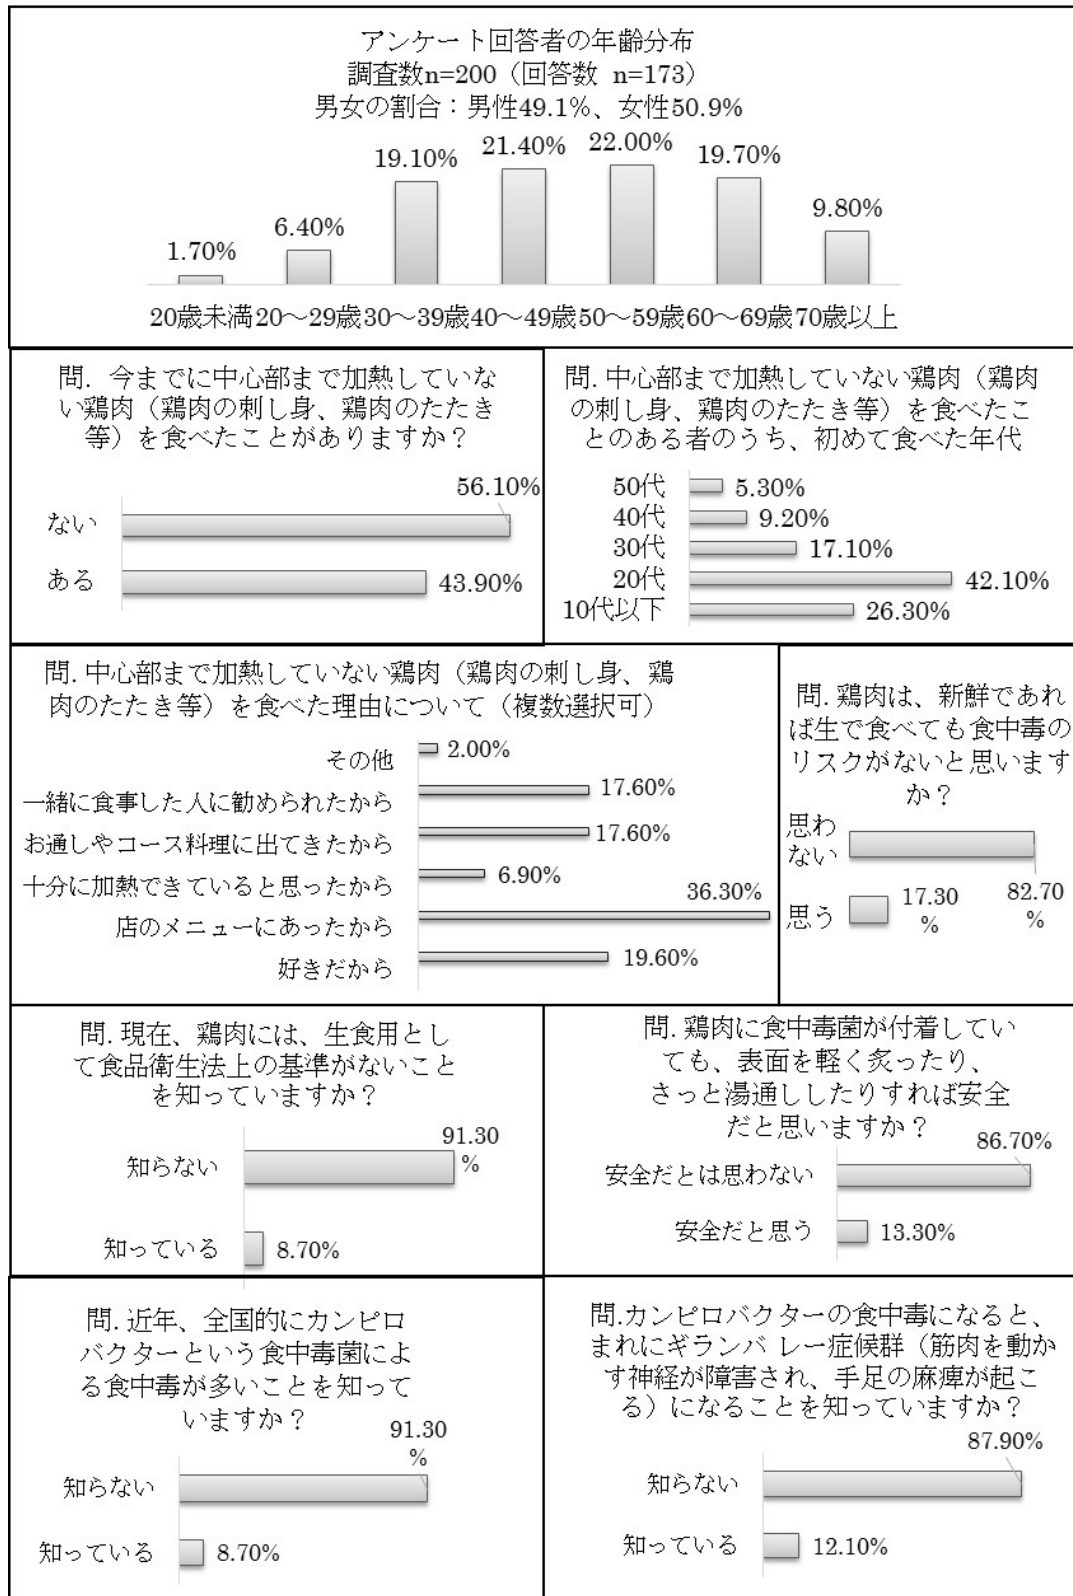 アンケート回答者の年齢分布
調査数n=200（回答数 n=173）
男女の割合：男性49.1%、女性50.9%
1.70%
6.40%
19.10%
21.40%
22.00%
19.70%
9.80%
20歳未満 20～29歳 30～39歳 40～49歳 50～59歳 60～69歳 70歳以上
問. 今までに中心部まで加熱していな
い鶏肉（鶏肉の刺し身、鶏肉のたたき
等）を食べたことがありますか？
ない 56.10%
ある 43.90%
問. 中心部まで加熱していない鶏肉（鶏肉
の刺し身、鶏肉のたたき等）を食べたこ
とのある者のうち、初めて食べた年代
50代 5.30%
40代 9.20%
30代 17.10%
20代 42.10%
10代以下 26.30%
問. 中心部まで加熱していない鶏肉（鶏肉の刺し身、鶏
肉のたたき等）を食べた理由について（複数選択可）
その他 2.00%
一緒に食事した人に勧められたから 17.60%
お通しやコース料理に出てきたから 17.60%
十分に加熱できていると思ったから 6.90%
店のメニューにあったから 36.30%
好きだから 19.60%
問. 鶏肉は、新鮮であれ
ば生で食べても食中毒の
リスクがないと思います
か？
思わ
ない
82.70
%
思う
17.30
%
問. 現在、鶏肉には、生食用とし
て食品衛生法上の基準がないこと
を知っていますか？
知らない
91.30
%
知っている 8.70%
問. 鶏肉に食中毒菌が付着してい
ても、表面を軽く炙ったり、
さっと湯通ししたりすれば安全
だと思いますか？
安全だとは思わない 86.70%
安全だと思う 13.30%
問. 近年、全国的にカンピロ
バクターという食中毒菌によ
る食中毒が多いことを知って
いますか？
知らない
91.30
%
知っている 8.70%
問.カンピロバクターの食中毒になると、
まれにギランバ レー症候群（筋肉を動か
す神経が障害され、手足の麻痺が起こ
る）になることを知っていますか？
知らない 87.90%
知っている 12.10%